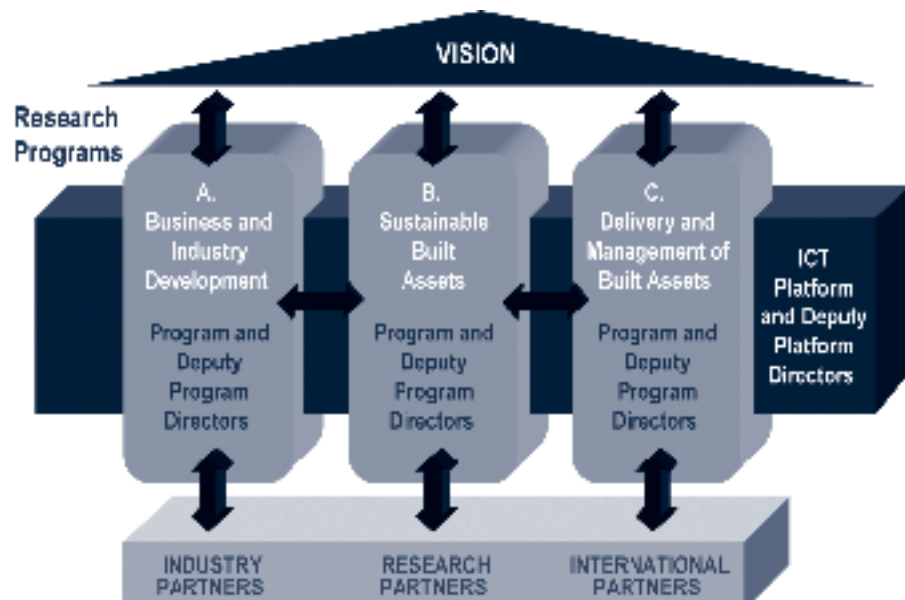 VISION
Research
Programs
A.
Business and
Industry
Development
Program and
Deputy
Program
Directors
B.
Sustainable
Built
Assets
Program and
Deputy
Program
Directors
C.
Delivery and
Management of
Built Assets
Program and
Deputy
Program
Directors
ICT
Platform
and Deputy
Platform
Directors
INDUSTRY
PARTNERS
RESEARCH
PARTNERS
INTERNATIONAL
PARTNERS